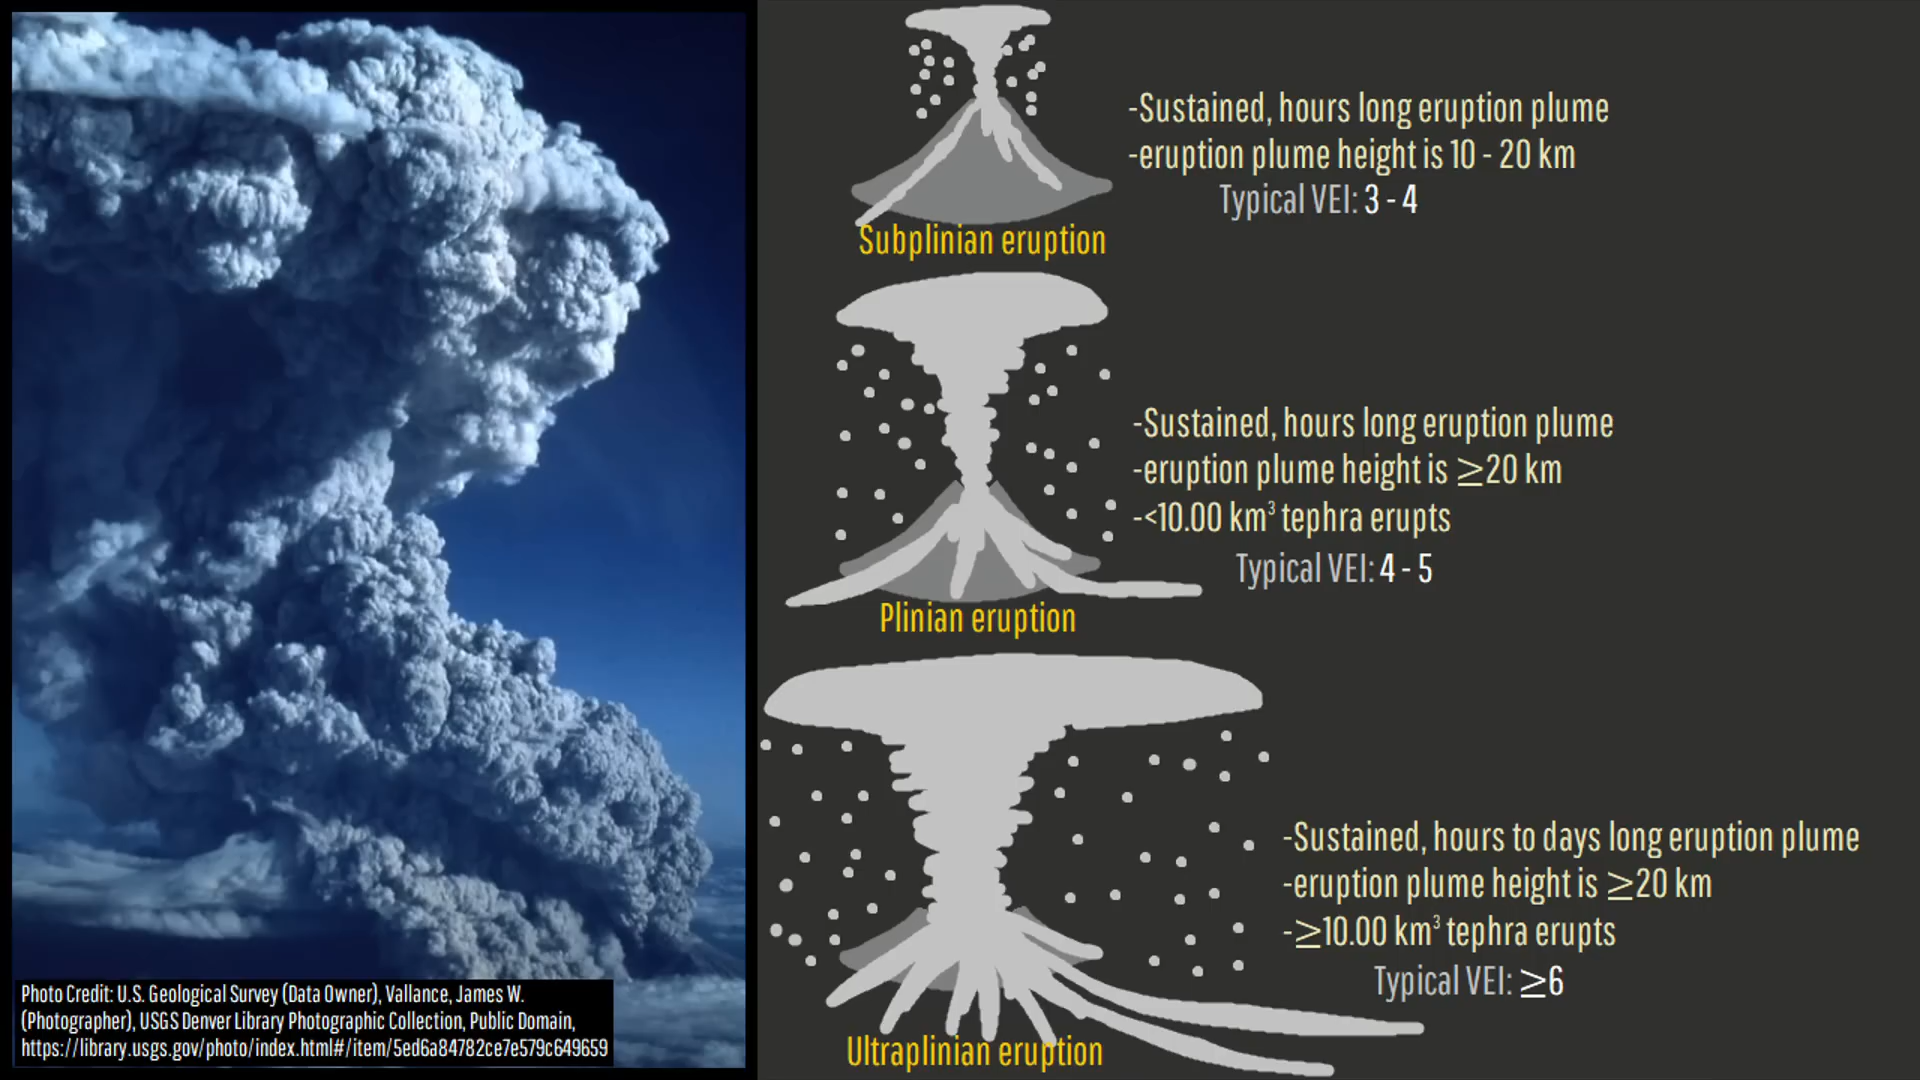 -Sustained, hours long eruption plume
-eruption plume height is 10 - 20 km
Typical VEI: 3 - 4
Subplinian eruption
-Sustained, hours long eruption plume
-eruption plume height is ≥20 km
-<10.00 km³ tephra erupts
Typical VEI: 4 - 5
Plinian eruption
-Sustained, hours to days long eruption plume
-eruption plume height is ≥20 km
-≥10.00 km³ tephra erupts
Typical VEI: ≥6
Ultraplinian eruption
Photo Credit: U.S. Geological Survey (Data Owner), Vallance, James W.
(Photographer), USGS Denver Library Photographic Collection, Public Domain,
https://library.usgs.gov/photo/index.html#/item/5ed6a84782ce7e579c649659